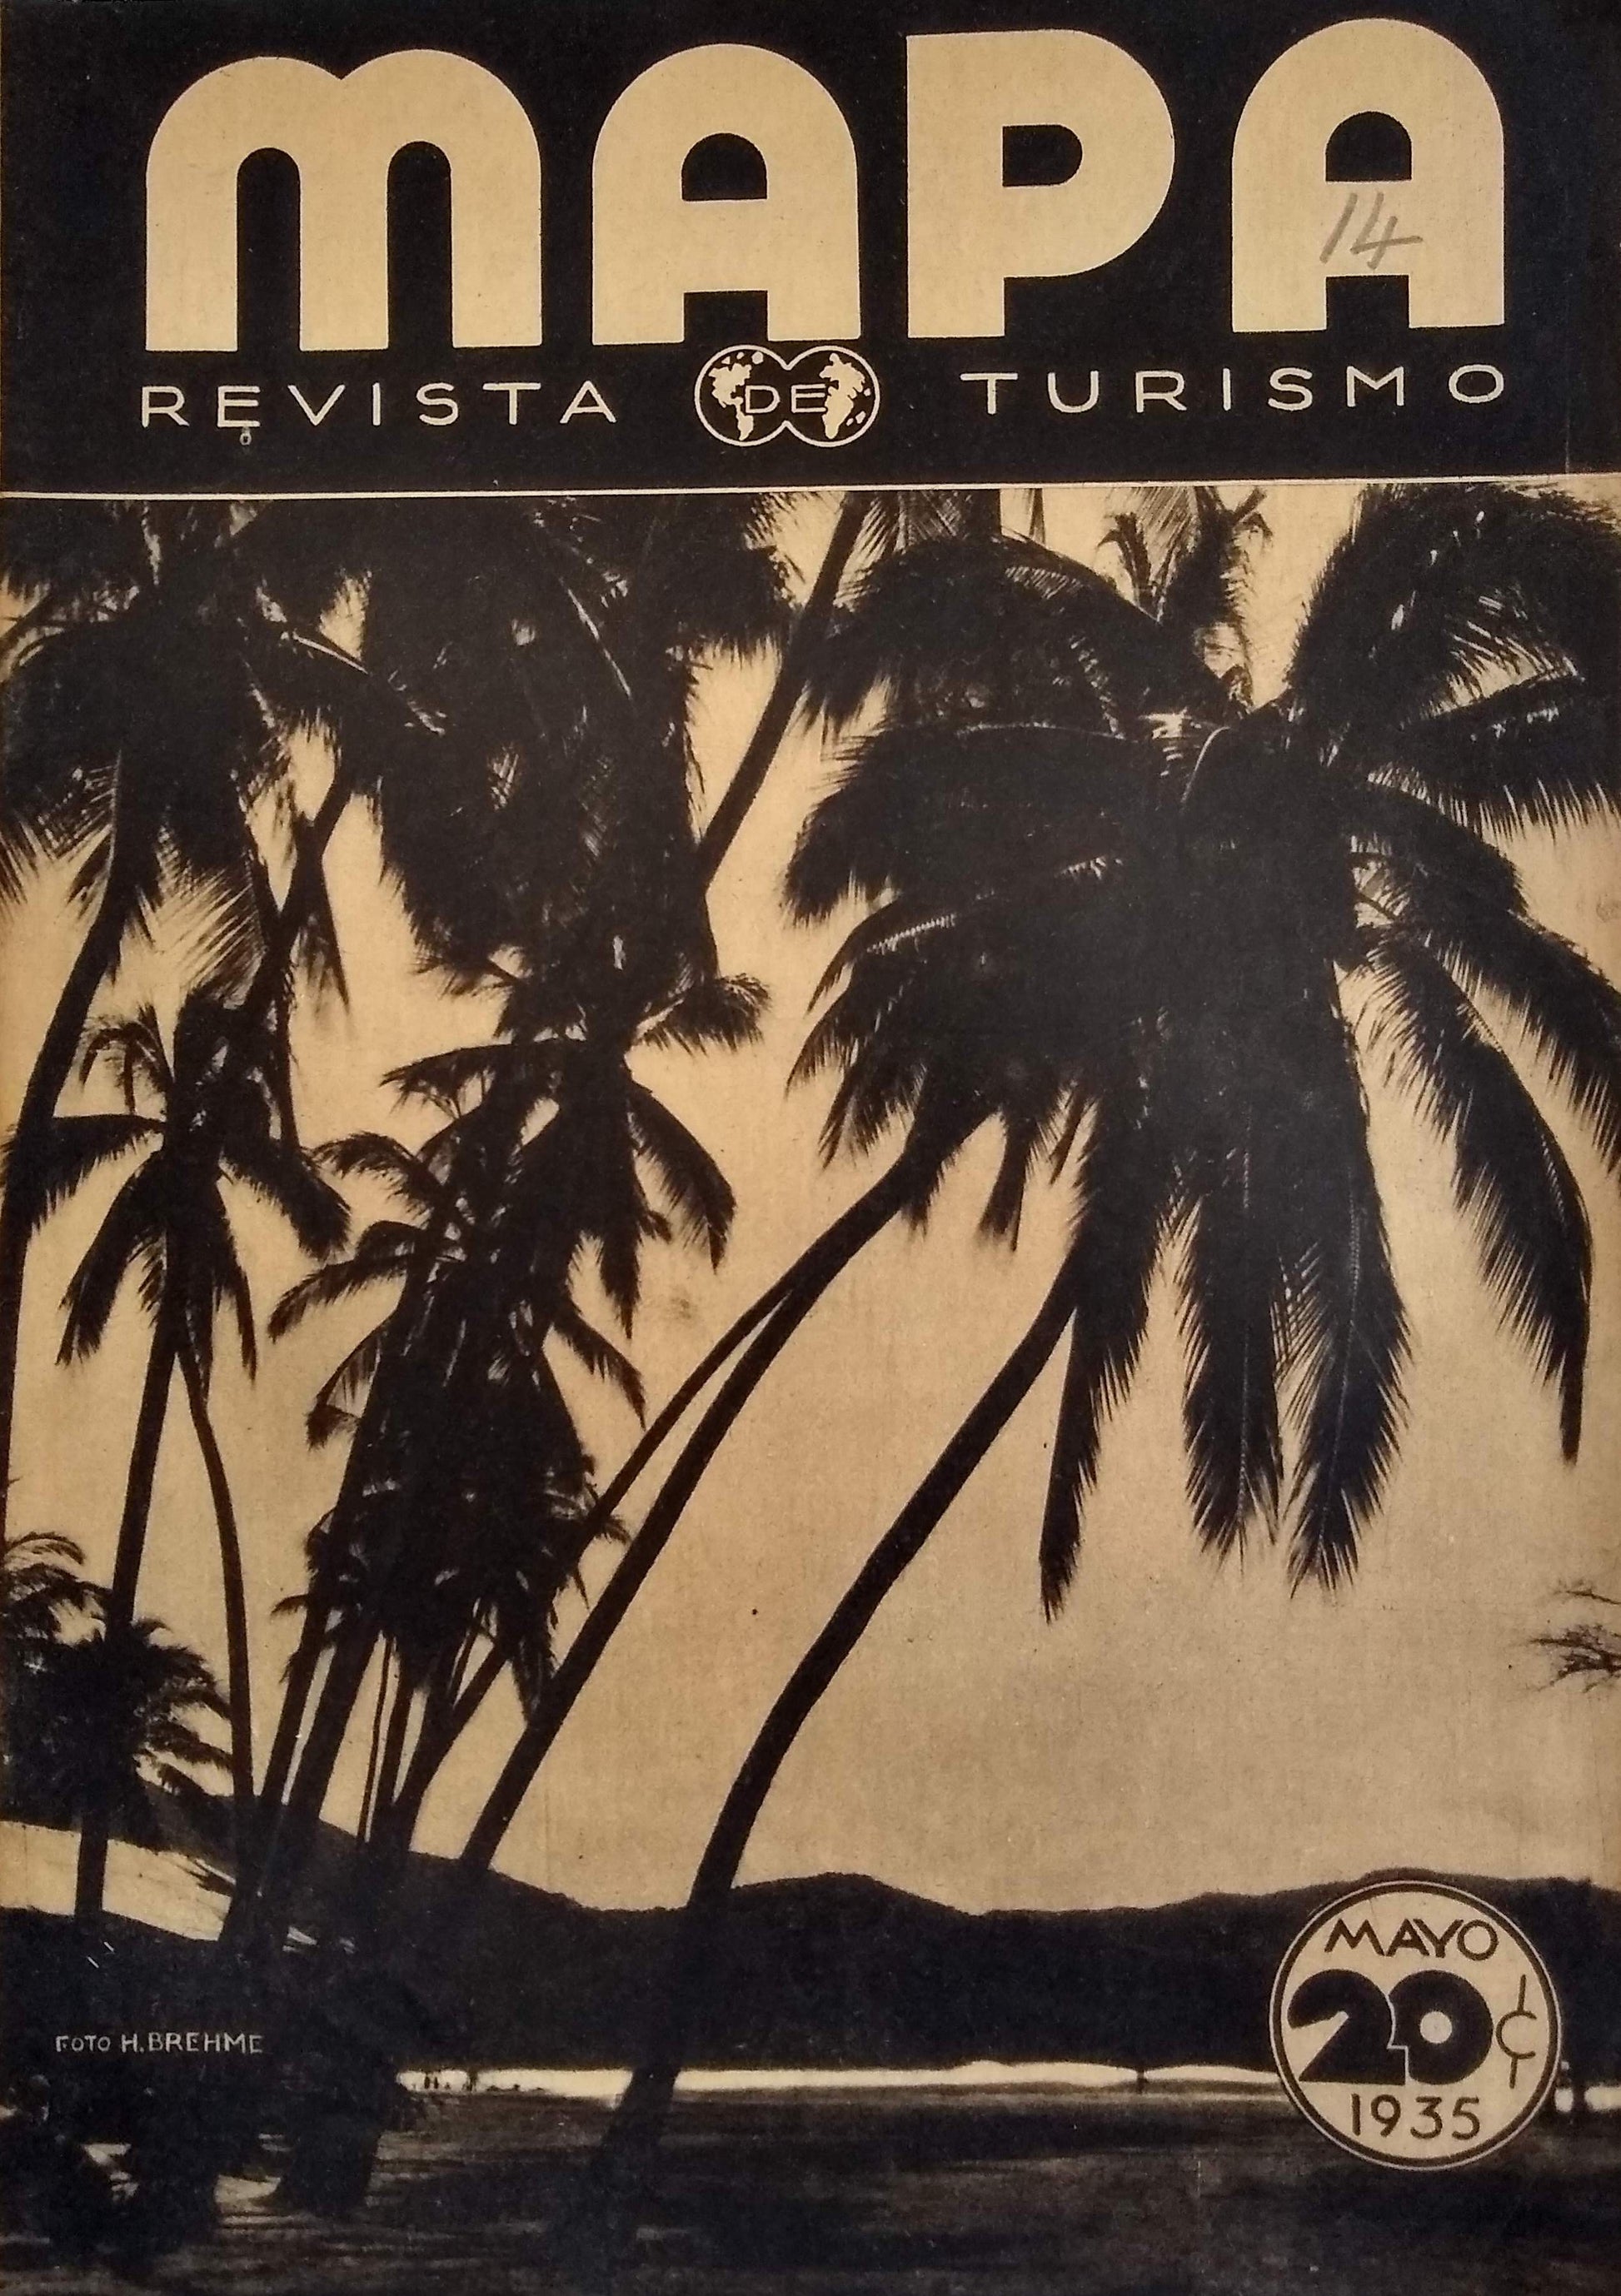 MAPA
14
REVISTA DE TURISMO
FOTO H. BREHME
MAYO
20
1935